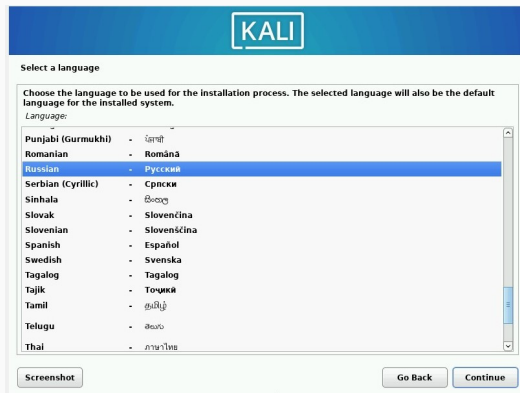 KALI
Select a language
Choose the language to be used for the installation process. The selected language will also be the default
language for the installed system.
Language:
Punjabi (Gurmukhi) - ਪੰਜਾਬੀ
Romanian - Română
Russian - Русский
Serbian (Cyrillic) - Српски
Sinhala - සිංහල
Slovak - Slovenčina
Slovenian - Slovenščina
Spanish - Español
Swedish - Svenska
Tagalog - Tagalog
Tajik - Тоҷикӣ
Tamil - தமிழ்
Telugu - తెలుగు
Thai - ภาษาไทย
Screenshot
Go Back
Continue